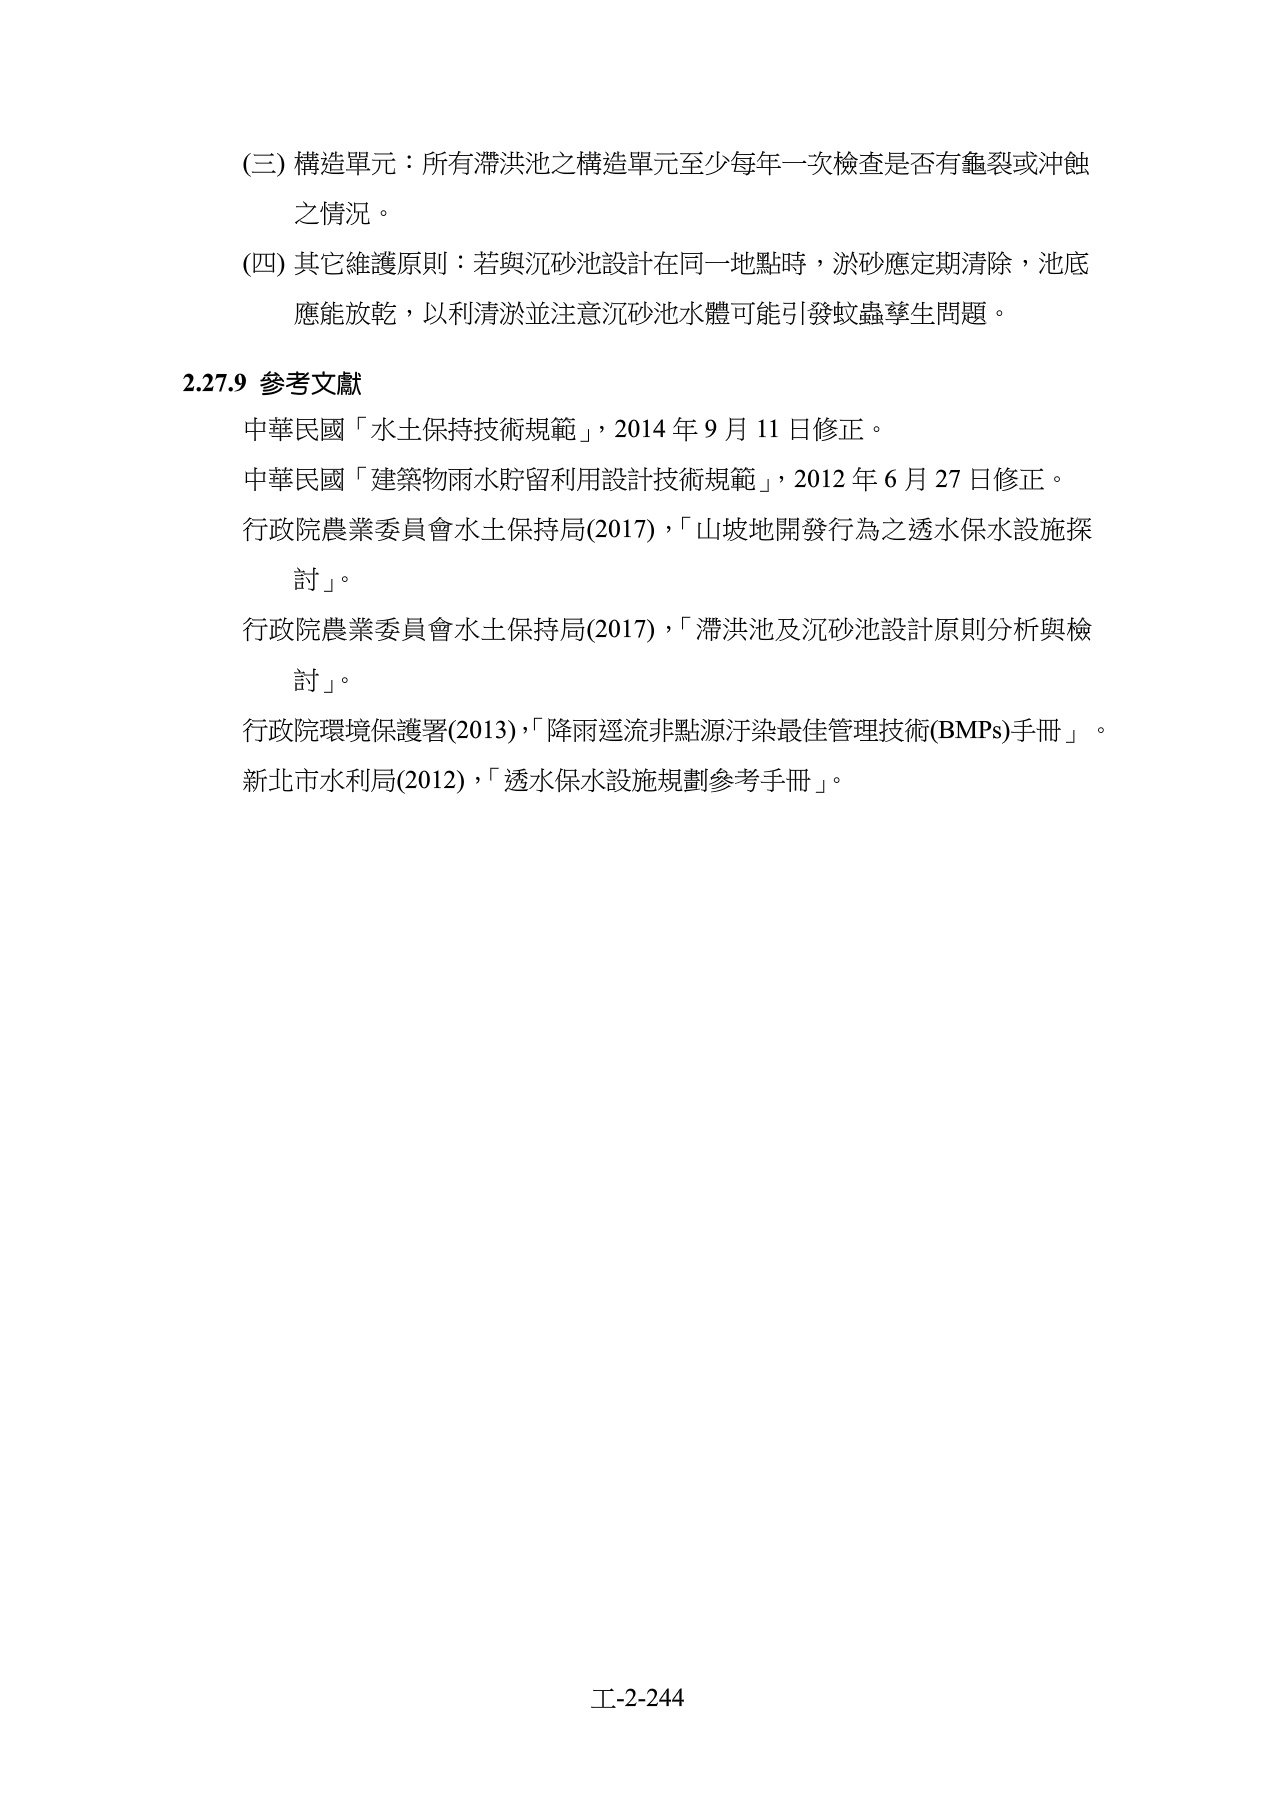 (三) 構造單元：所有滯洪池之構造單元至少每年一次檢查是否有龜裂或沖蝕
之情況。
(四) 其它維護原則：若與沉砂池設計在同一地點時，淤砂應定期清除，池底
應能放乾，以利清淤並注意沉砂池水體可能引發蚊蟲孳生問題。
2.27.9 參考文獻
中華民國「水土保持技術規範」，2014 年 9 月 11 日修正。
中華民國「建築物雨水貯留利用設計技術規範」，2012 年 6 月 27 日修正。
行政院農業委員會水土保持局(2017)，「山坡地開發行為之透水保水設施探
討」。
行政院農業委員會水土保持局(2017)，「滯洪池及沉砂池設計原則分析與檢
討」。
行政院環境保護署(2013)，「降雨逕流非點源汙染最佳管理技術(BMPs)手冊」。
新北市水利局(2012)，「透水保水設施規劃參考手冊」。
工-2-244